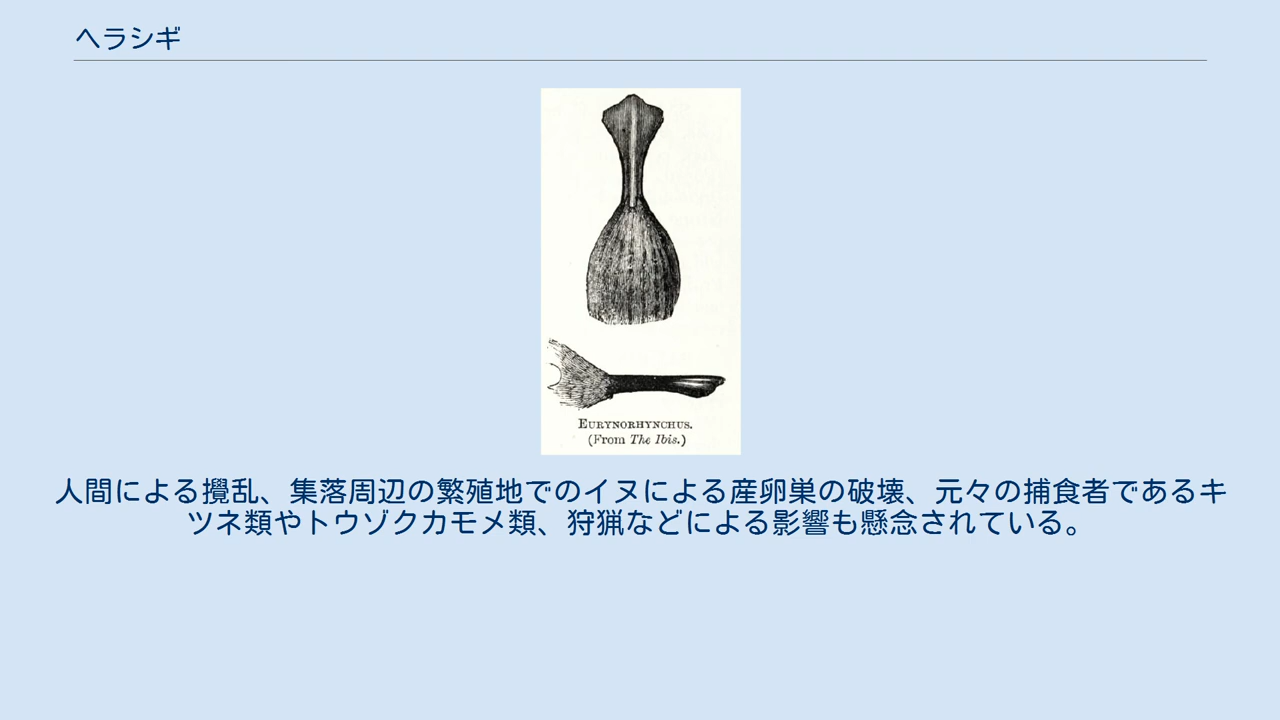 ヘラシギ
EURYNORHYNCHUS.
(From The Ibis.)
人間による攪乱、集落周辺の繁殖地でのイヌによる産卵巣の破壊、元々の捕食者であるキ
ツネ類やトウゾクカモメ類、狩猟などによる影響も懸念されている。